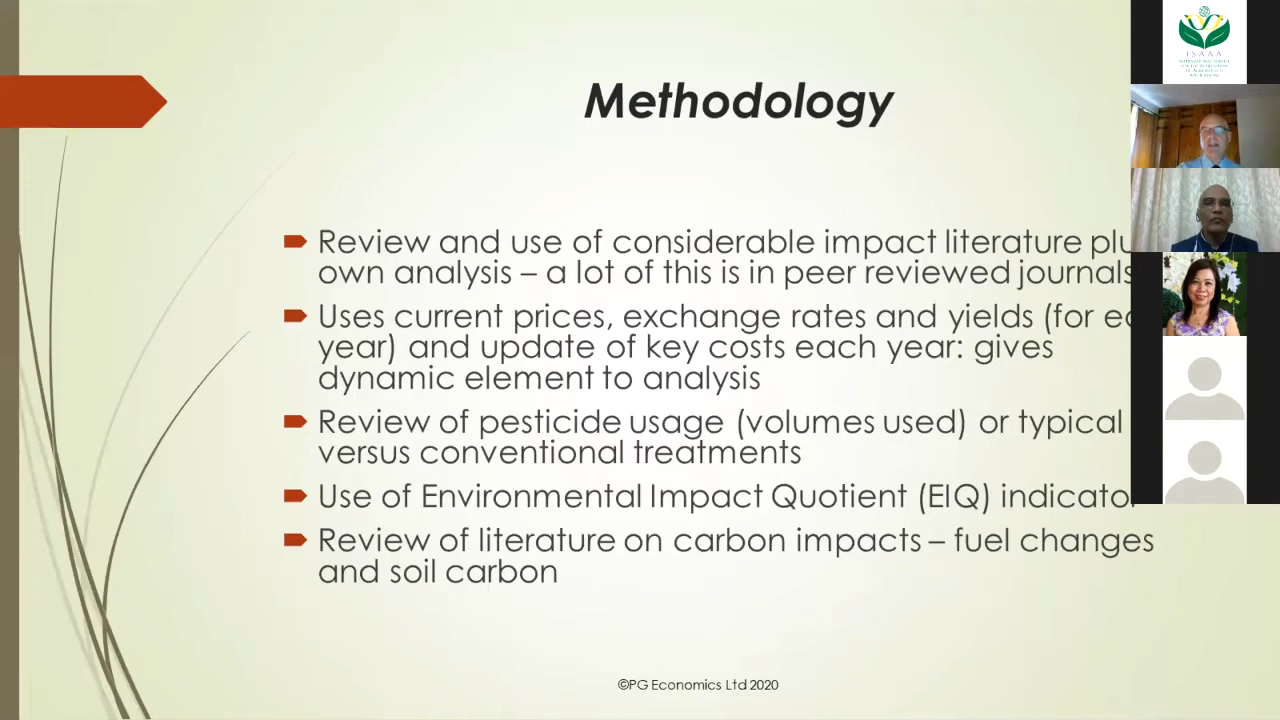 Methodology
Review and use of considerable impact literature
own analysis – a lot of this is in peer reviewed journals
Uses current prices, exchange rates and yields (for
year) and update of key costs each year: gives
dynamic element to analysis
Review of pesticide usage (volumes used) or typical
versus conventional treatments
Use of Environmental Impact Quotient (EIQ) indicator
Review of literature on carbon impacts – fuel changes
and soil carbon
©PG Economics Ltd 2020
ISAAA